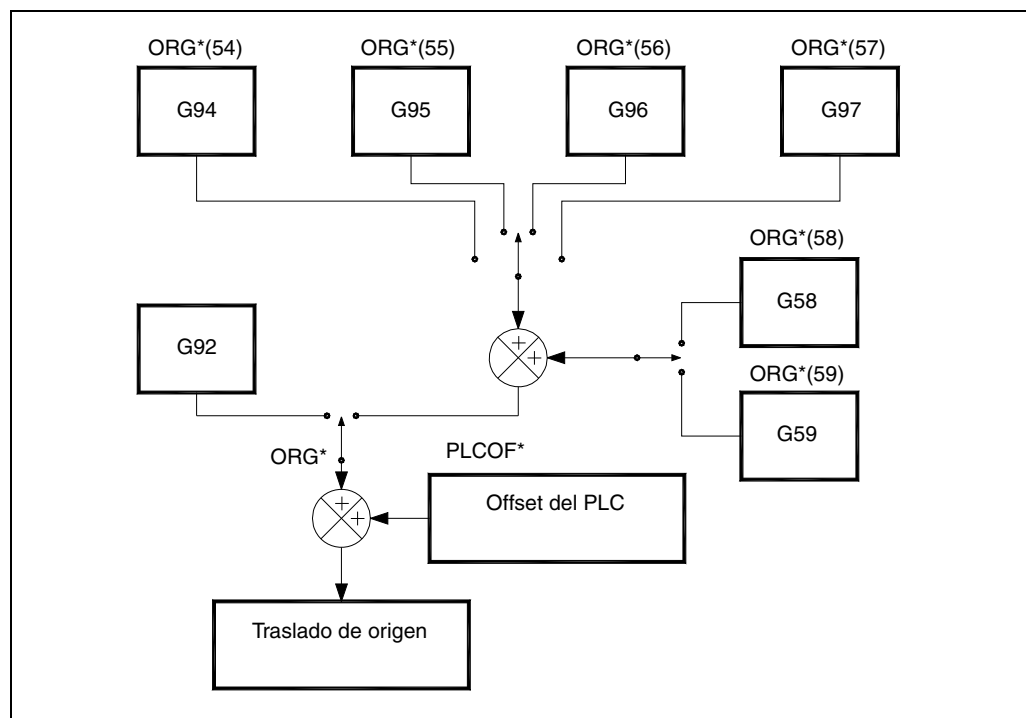 ORG*(54)
ORG*(55)
ORG*(56)
ORG*(57)
G94
G95
G96
G97
ORG*(58)
G58
G92
+
+
ORG*(59)
G59
ORG*
PLCOF*
+
+
Offset del PLC
Traslado de origen